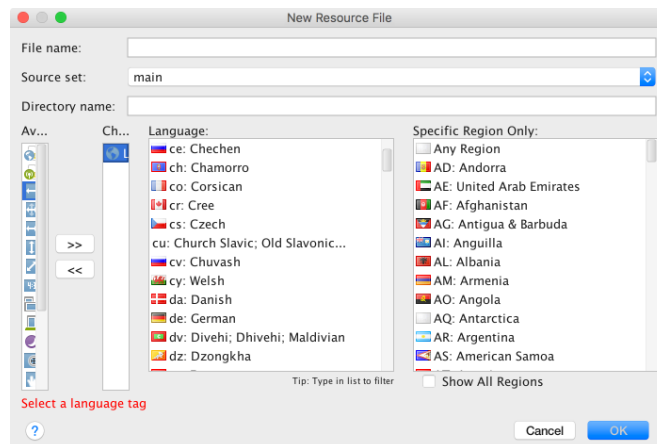 New Resource File
File name:
Source set:
main
Directory name:
Av...
Ch...
Language:
Specific Region Only:
L
>>
<<
ce: Chechen
ch: Chamorro
co: Corsican
cr: Cree
cs: Czech
cu: Church Slavic; Old Slavonic...
cv: Chuvash
cy: Welsh
da: Danish
de: German
dv: Divehi; Dhivehi; Maldivian
dz: Dzongkha
Any Region
AD: Andorra
AE: United Arab Emirates
AF: Afghanistan
AG: Antigua & Barbuda
AI: Anguilla
AL: Albania
AM: Armenia
AO: Angola
AQ: Antarctica
AR: Argentina
AS: American Samoa
Tip: Type in list to filter
Show All Regions
Select a language tag
?
Cancel
OK